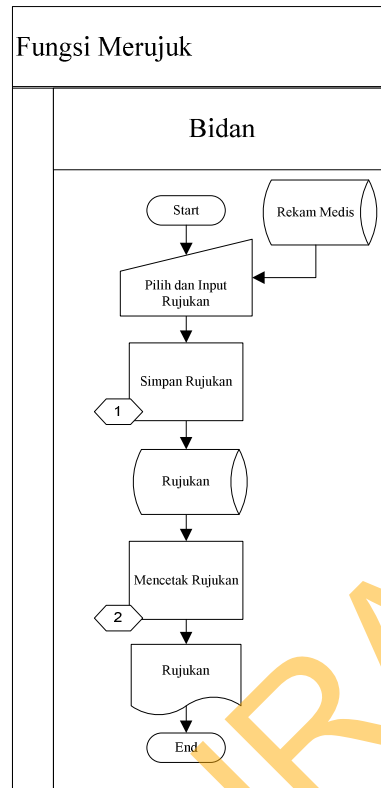 Fungsi Merujuk
Bidan
Start
Rekam Medis
Pilih dan Input
Rujukan
Simpan Rujukan
1
Rujukan
Mencetak Rujukan
2
Rujukan
End